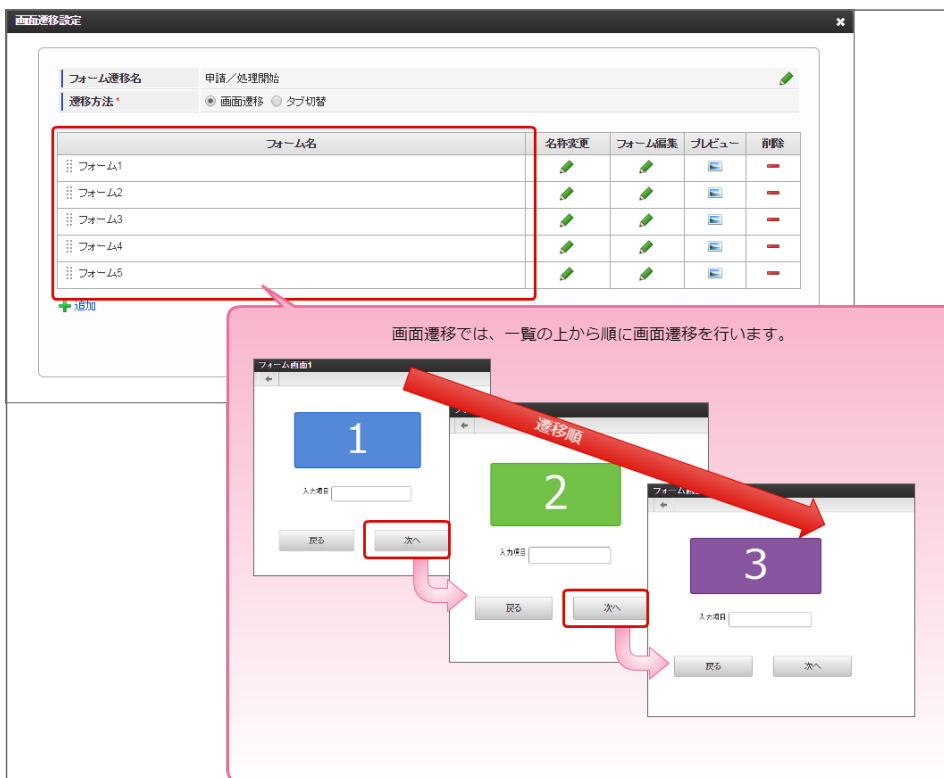 画面遷移設定
フォーム遷移名 申請／処理開始
遷移方法* 画面遷移 タブ切替
フォーム名 名称変更 フォーム編集 プレビュー 削除
フォーム1
フォーム2
フォーム3
フォーム4
フォーム5
追加
画面遷移では、一覧の上から順に画面遷移を行います。
フォーム画面1
1
入力項目
戻る 次へ
遷移順
2
入力項目
戻る 次へ
3
入力項目
戻る 次へ